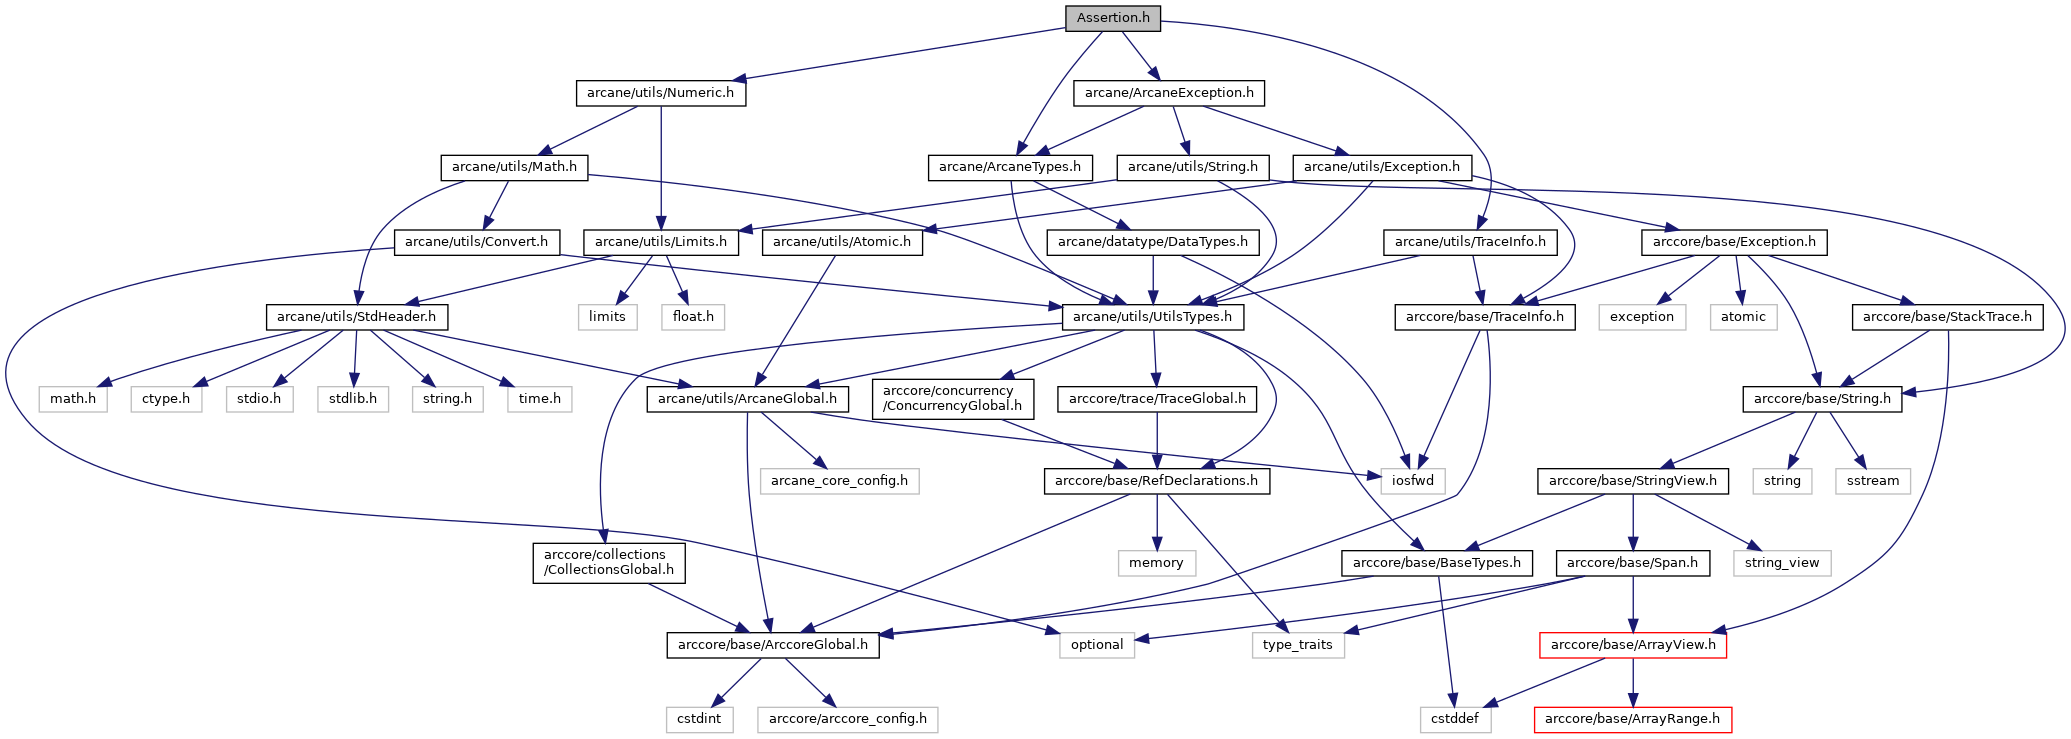 Assertion.h
arcane/utils/Numeric.h
arcane/ArcaneException.h
arcane/utils/Math.h
arcane/ArcaneTypes.h
arcane/utils/String.h
arcane/utils/Exception.h
arcane/utils/Convert.h
arcane/utils/Limits.h
arcane/utils/Atomic.h
arcane/datatype/DataTypes.h
arcane/utils/TraceInfo.h
arccore/base/Exception.h
arcane/utils/StdHeader.h
limits
float.h
arcane/utils/UtilsTypes.h
arccore/base/TraceInfo.h
exception
atomic
arccore/base/StackTrace.h
math.h
ctype.h
stdio.h
stdlib.h
string.h
time.h
arcane/utils/ArcaneGlobal.h
arccore/concurrency
/ConcurrencyGlobal.h
arccore/trace/TraceGlobal.h
arccore/base/String.h
arcane_core_config.h
arccore/base/RefDeclarations.h
iosfwd
arccore/base/StringView.h
string
sstream
arccore/collections
/CollectionsGlobal.h
memory
arccore/base/BaseTypes.h
arccore/base/Span.h
string_view
arccore/base/ArccoreGlobal.h
optional
type_traits
arccore/base/ArrayView.h
cstdint
arccore/arccore_config.h
cstddef
arccore/base/ArrayRange.h